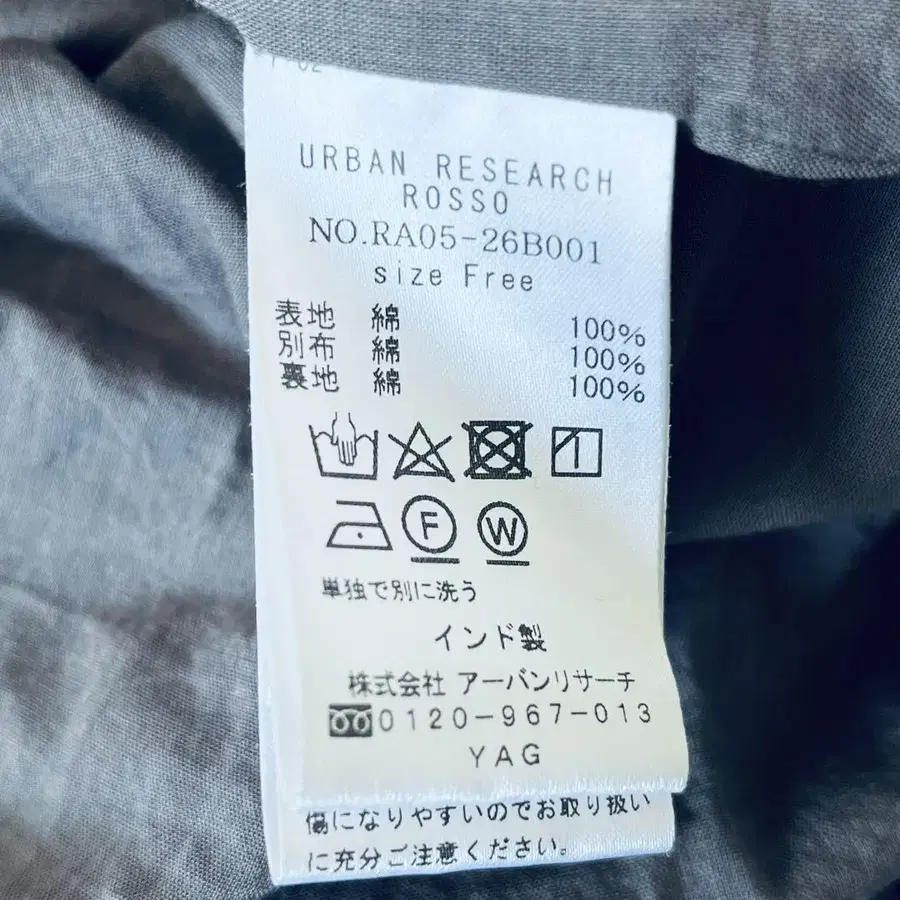 URBAN RESEARCH
ROSSO
NO.RA05-26B001
size Free
表地 綿 100%
別布 綿 100%
裏地 綿 100%
F W
単独で別に洗う
インド製
株式会社 アーバンリサーチ
0120-967-013
YAG
傷になりやすいのでお取り扱い
に充分ご注意ください。